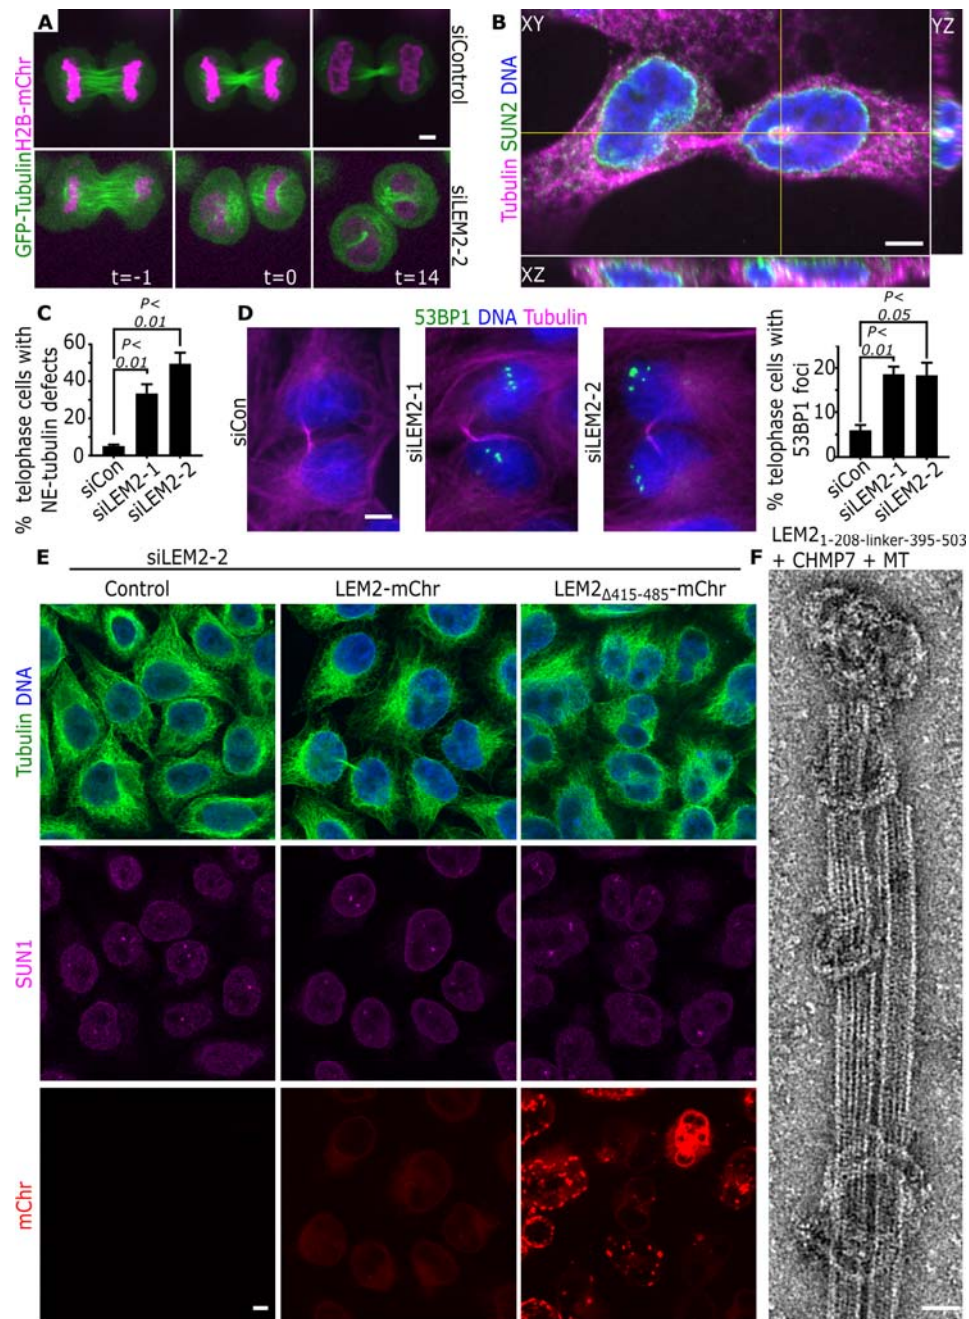 A
GFP-Tubulin H2B-mChr
siControl
siLEM2-2
t=-1
t=0
t=14
B
XY
YZ
XZ
Tubulin SUN2 DNA
C
% telophase cells with
NE-tubulin defects
P<
0.01
P<
0.01
60
40
20
0
siCon
siLEM2-1
siLEM2-2
D
53BP1 DNA Tubulin
siCon
siLEM2-1
siLEM2-2
% telophase cells with
53BP1 foci
P<
0.05
P<
0.01
20
10
0
siCon
siLEM2-1
siLEM2-2
E
siLEM2-2
Control
LEM2-mChr
LEM2Δ415-485-mChr
Tubulin DNA
SUN1
mChr
F
LEM21-208-linker-395-503
+ CHMP7 + MT